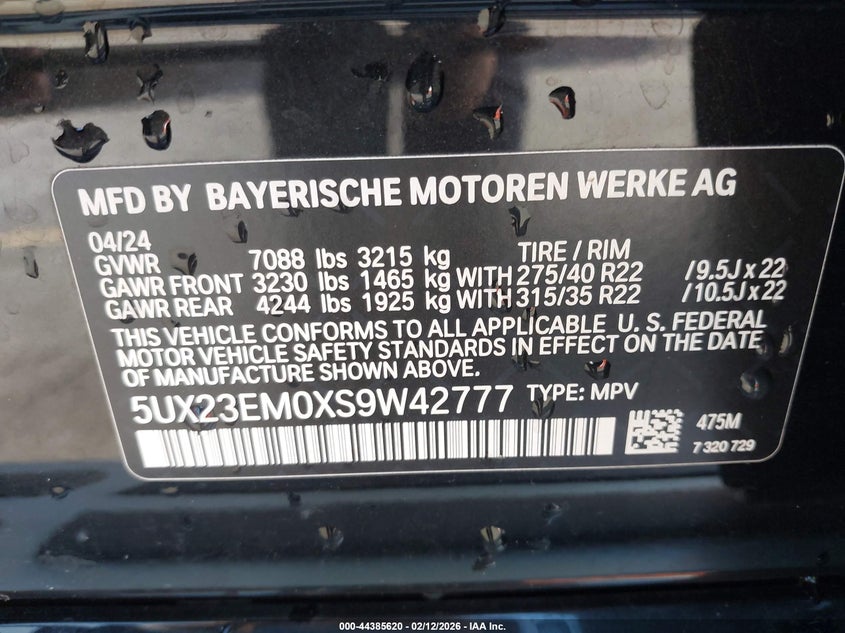 MFD BY BAYERISCHE MOTOREN WERKE AG
04/24
GVWR 7088 lbs 3215 kg TIRE / RIM
GAWR FRONT 3230 lbs 1465 kg WITH 275/40 R22 /9.5J x 22
GAWR REAR 4244 lbs 1925 kg WITH 315/35 R22 /10.5J x 22
THIS VEHICLE CONFORMS TO ALL APPLICABLE U. S. FEDERAL
MOTOR VEHICLE SAFETY STANDARDS IN EFFECT ON THE DATE
OF MANUFACTURE SHOWN ABOVE.
5UX23EM0XS9W42777 TYPE: MPV
475M
7 320 729
000-44385620 - 02/12/2026 - IAA Inc.